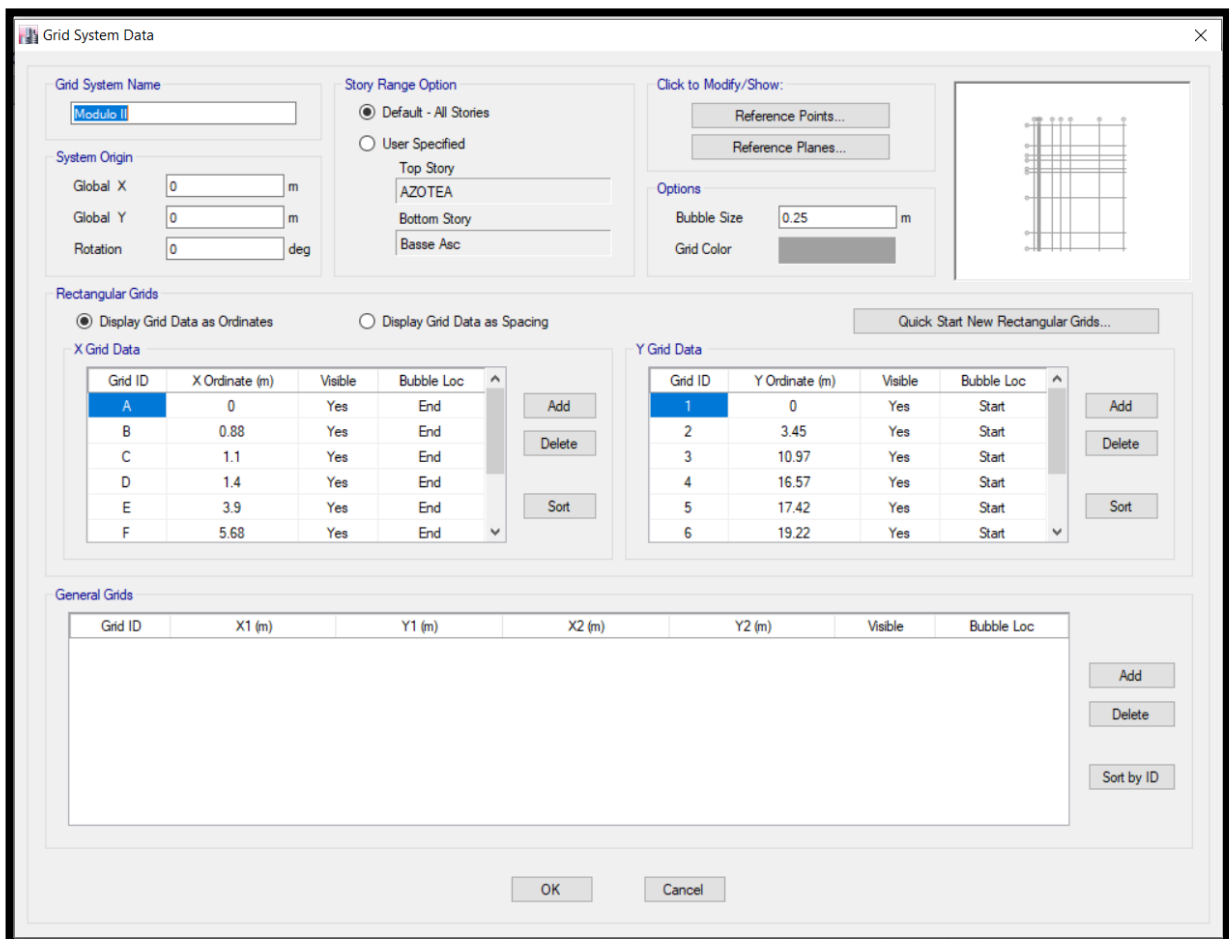 Grid System Data
Grid System Name
Modulo II
System Origin
Global X 0 m
Global Y 0 m
Rotation 0 deg
Story Range Option
Default - All Stories
User Specified
Top Story
AZOTEA
Bottom Story
Basse Asc
Click to Modify/Show:
Reference Points...
Reference Planes...
Options
Bubble Size 0.25 m
Grid Color
Rectangular Grids
Display Grid Data as Ordinates
Display Grid Data as Spacing
Quick Start New Rectangular Grids...
X Grid Data
Grid ID X Ordinate (m) Visible Bubble Loc
A 0 Yes End
B 0.88 Yes End
C 1.1 Yes End
D 1.4 Yes End
E 3.9 Yes End
F 5.68 Yes End
Add
Delete
Sort
Y Grid Data
Grid ID Y Ordinate (m) Visible Bubble Loc
1 0 Yes Start
2 3.45 Yes Start
3 10.97 Yes Start
4 16.57 Yes Start
5 17.42 Yes Start
6 19.22 Yes Start
Add
Delete
Sort
General Grids
Grid ID X1 (m) Y1 (m) X2 (m) Y2 (m) Visible Bubble Loc
Add
Delete
Sort by ID
OK
Cancel